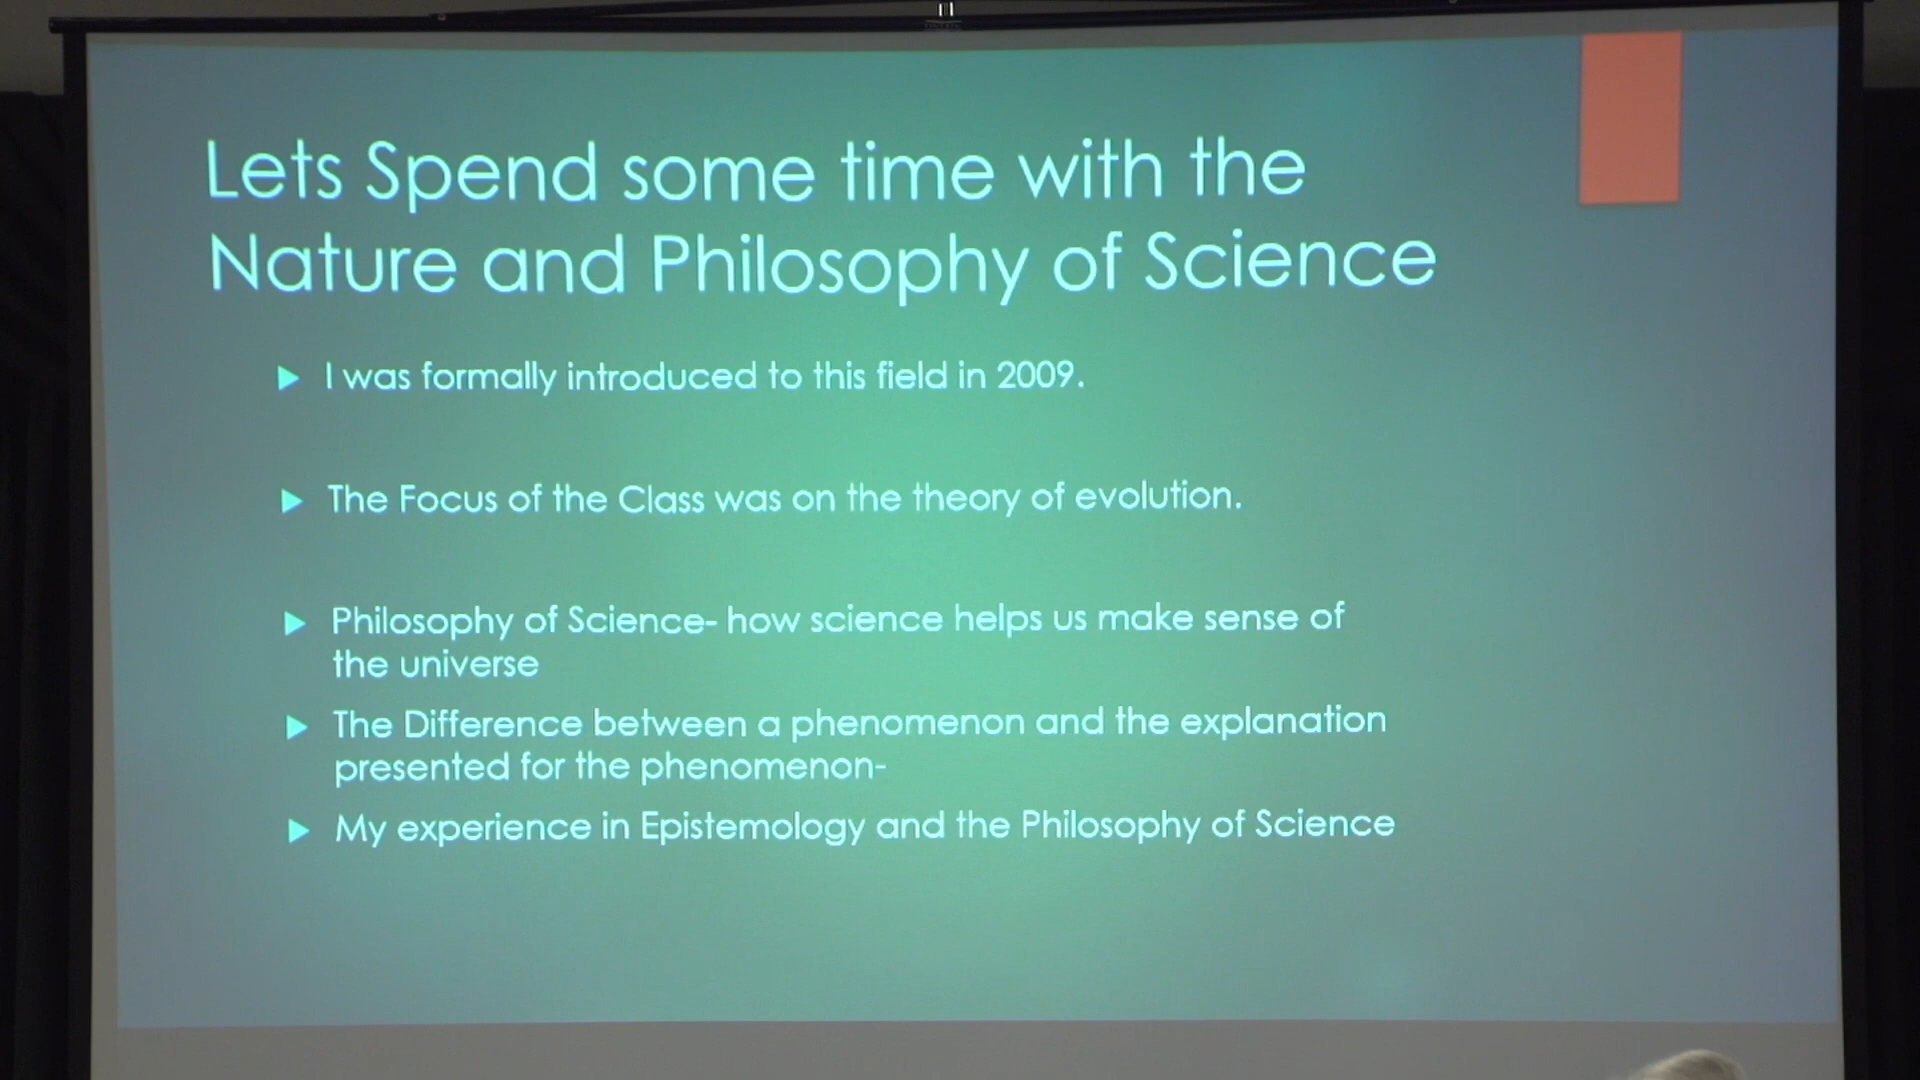 Lets Spend some time with the
Nature and Philosophy of Science
I was formally introduced to this field in 2009.
The Focus of the Class was on the theory of evolution.
Philosophy of Science- how science helps us make sense of
the universe
The Difference between a phenomenon and the explanation
presented for the phenomenon-
My experience in Epistemology and the Philosophy of Science